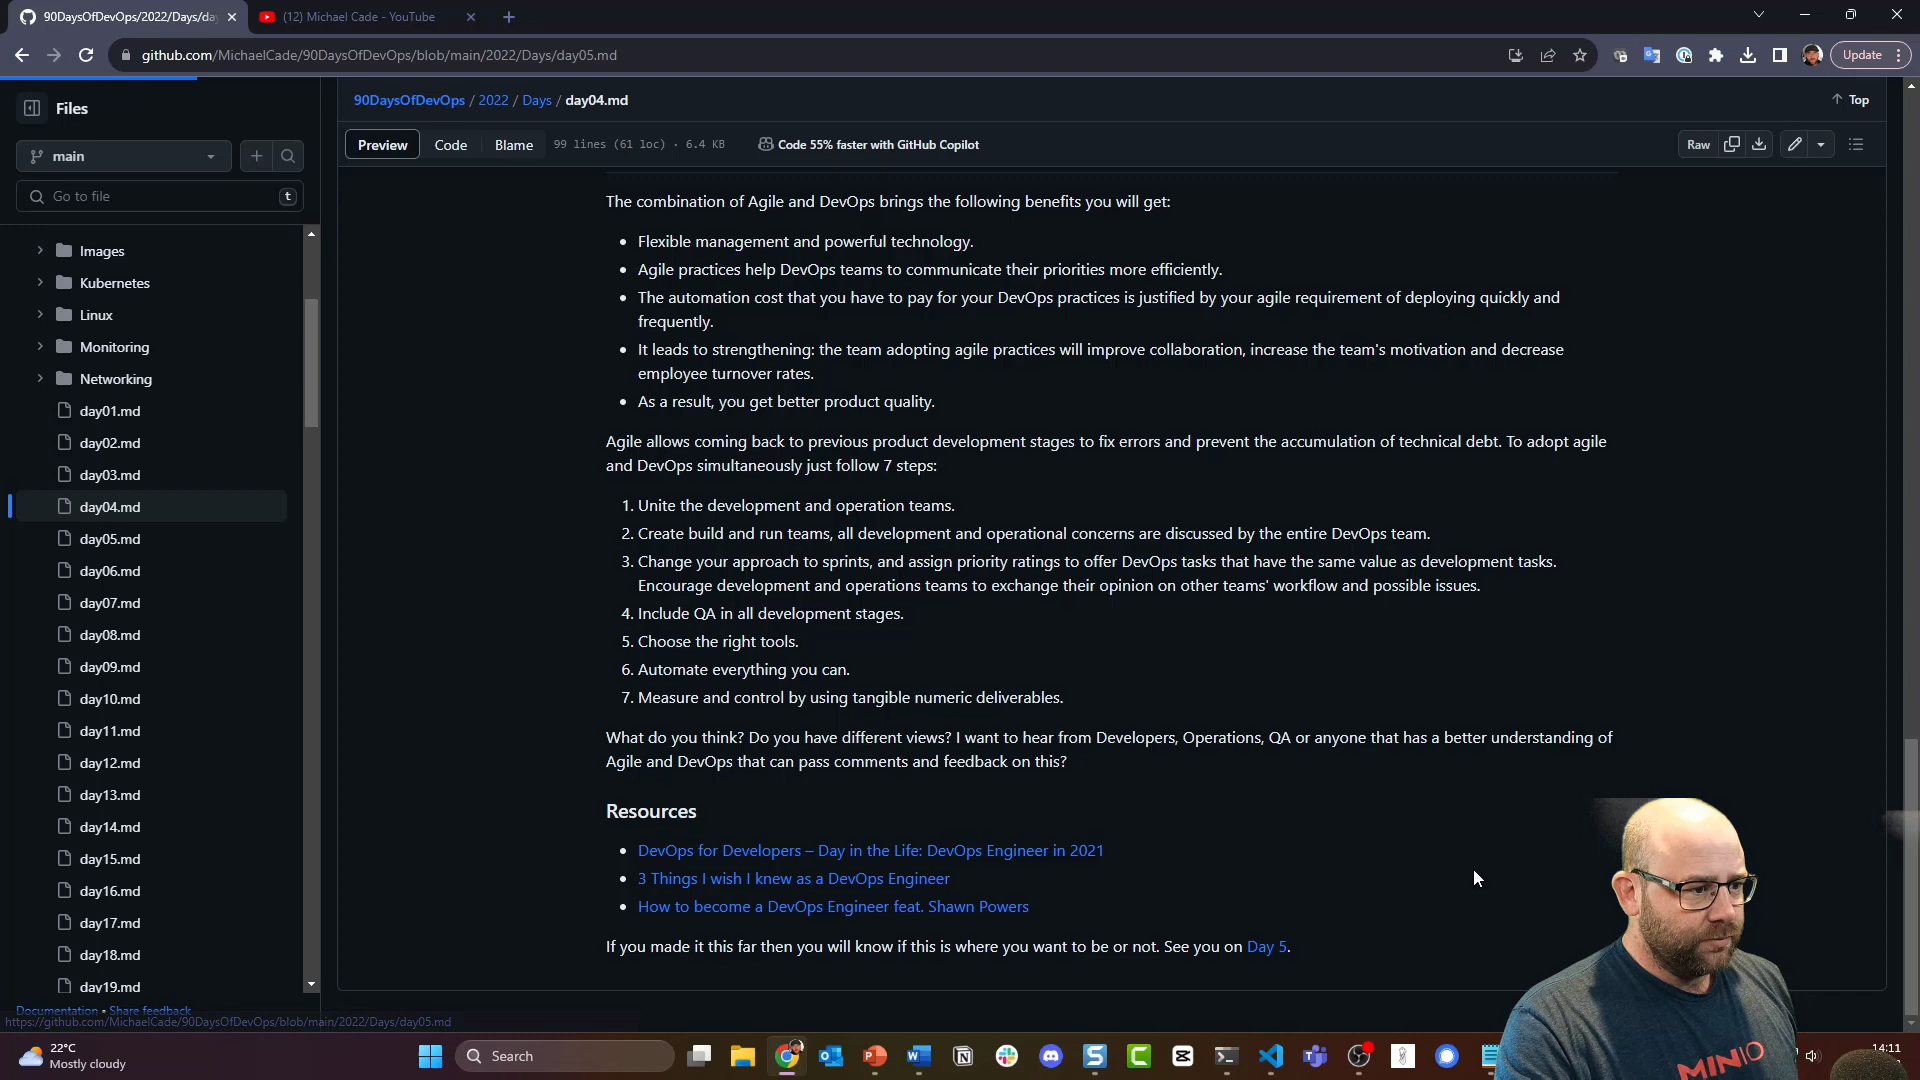 90DaysOfDevOps/2022/Days/da
(12) Michael Cade - YouTube
github.com/MichaelCade/90DaysOfDevOps/blob/main/2022/Days/day05.md
Update
Files
90DaysOfDevOps / 2022 / Days / day04.md
Top
main
Preview
Code
Blame
99 lines (61 loc) · 6.4 KB
Code 55% faster with GitHub Copilot
Raw
Go to file
t
Images
Kubernetes
Linux
Monitoring
Networking
day01.md
day02.md
day03.md
day04.md
day05.md
day06.md
day07.md
day08.md
day09.md
day10.md
day11.md
day12.md
day13.md
day14.md
day15.md
day16.md
day17.md
day18.md
day19.md
Documentation • Share feedback
https://github.com/MichaelCade/90DaysOfDevOps/blob/main/2022/Days/day05.md
The combination of Agile and DevOps brings the following benefits you will get:
• Flexible management and powerful technology.
• Agile practices help DevOps teams to communicate their priorities more efficiently.
• The automation cost that you have to pay for your DevOps practices is justified by your agile requirement of deploying quickly and
frequently.
• It leads to strengthening: the team adopting agile practices will improve collaboration, increase the team's motivation and decrease
employee turnover rates.
• As a result, you get better product quality.
Agile allows coming back to previous product development stages to fix errors and prevent the accumulation of technical debt. To adopt agile
and DevOps simultaneously just follow 7 steps:
1. Unite the development and operation teams.
2. Create build and run teams, all development and operational concerns are discussed by the entire DevOps team.
3. Change your approach to sprints, and assign priority ratings to offer DevOps tasks that have the same value as development tasks.
Encourage development and operations teams to exchange their opinion on other teams' workflow and possible issues.
4. Include QA in all development stages.
5. Choose the right tools.
6. Automate everything you can.
7. Measure and control by using tangible numeric deliverables.
What do you think? Do you have different views? I want to hear from Developers, Operations, QA or anyone that has a better understanding of
Agile and DevOps that can pass comments and feedback on this?
Resources
• DevOps for Developers – Day in the Life: DevOps Engineer in 2021
• 3 Things I wish I knew as a DevOps Engineer
• How to become a DevOps Engineer feat. Shawn Powers
If you made it this far then you will know if this is where you want to be or not. See you on Day 5.
MINIO
22°C
Mostly cloudy
Search
14:11